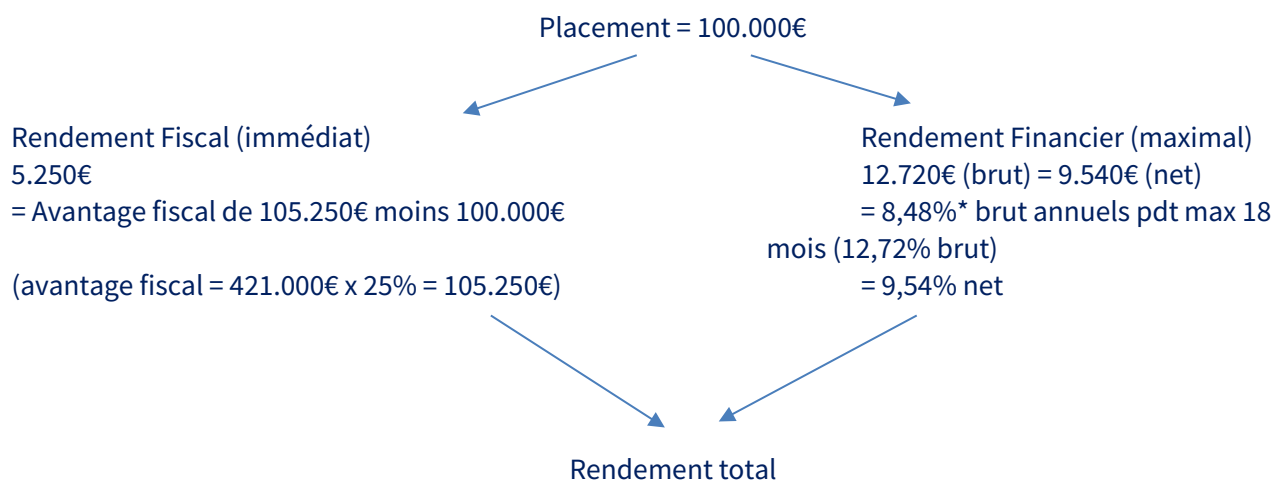 Placement = 100.000€
Rendement Fiscal (immédiat)
5.250€
= Avantage fiscal de 105.250€ moins 100.000€
(avantage fiscal = 421.000€ x 25% = 105.250€)
Rendement Financier (maximal)
12.720€ (brut) = 9.540€ (net)
= 8,48%* brut annuels pdt max 18
mois (12,72% brut)
= 9,54% net
Rendement total